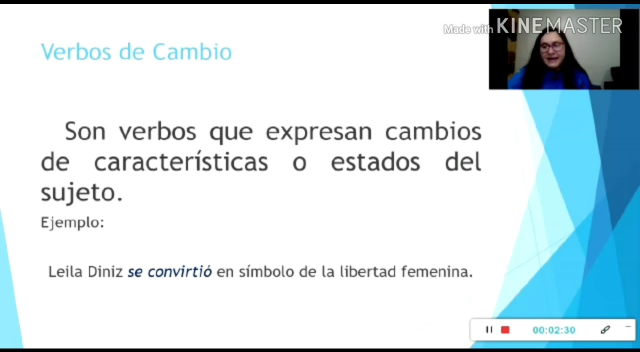 Made with KINEMASTER
Verbos de Cambio
Son verbos que expresan cambios
de características o estados del
sujeto.
Ejemplo:
Leila Diniz se convirtió en símbolo de la libertad femenina.
00:02:30